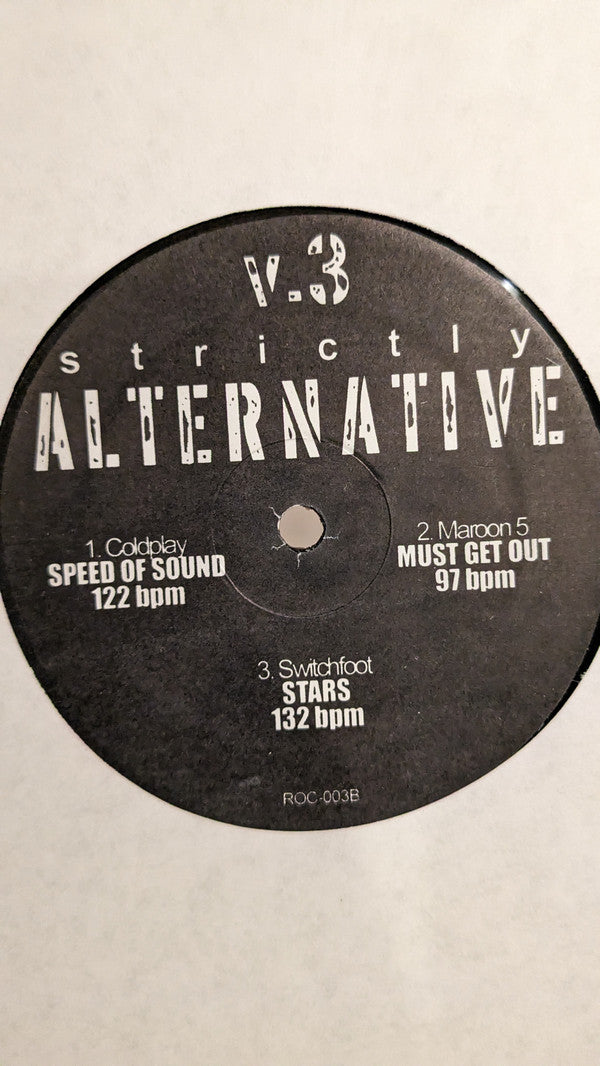 v.3
strictly
ALTERNATIVE
1. Coldplay
SPEED OF SOUND
122 bpm
2. Maroon 5
MUST GET OUT
97 bpm
3. Switchfoot
STARS
132 bpm
ROC-003B